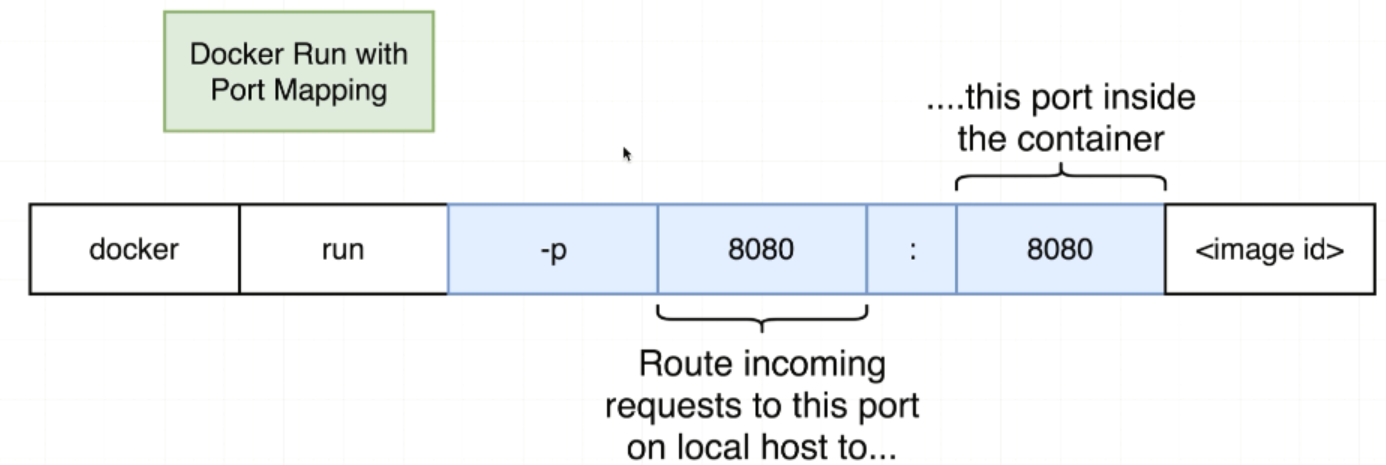 Docker Run with
Port Mapping
....this port inside
the container
docker run -p 8080 : 8080 <image id>
Route incoming
requests to this port
on local host to...